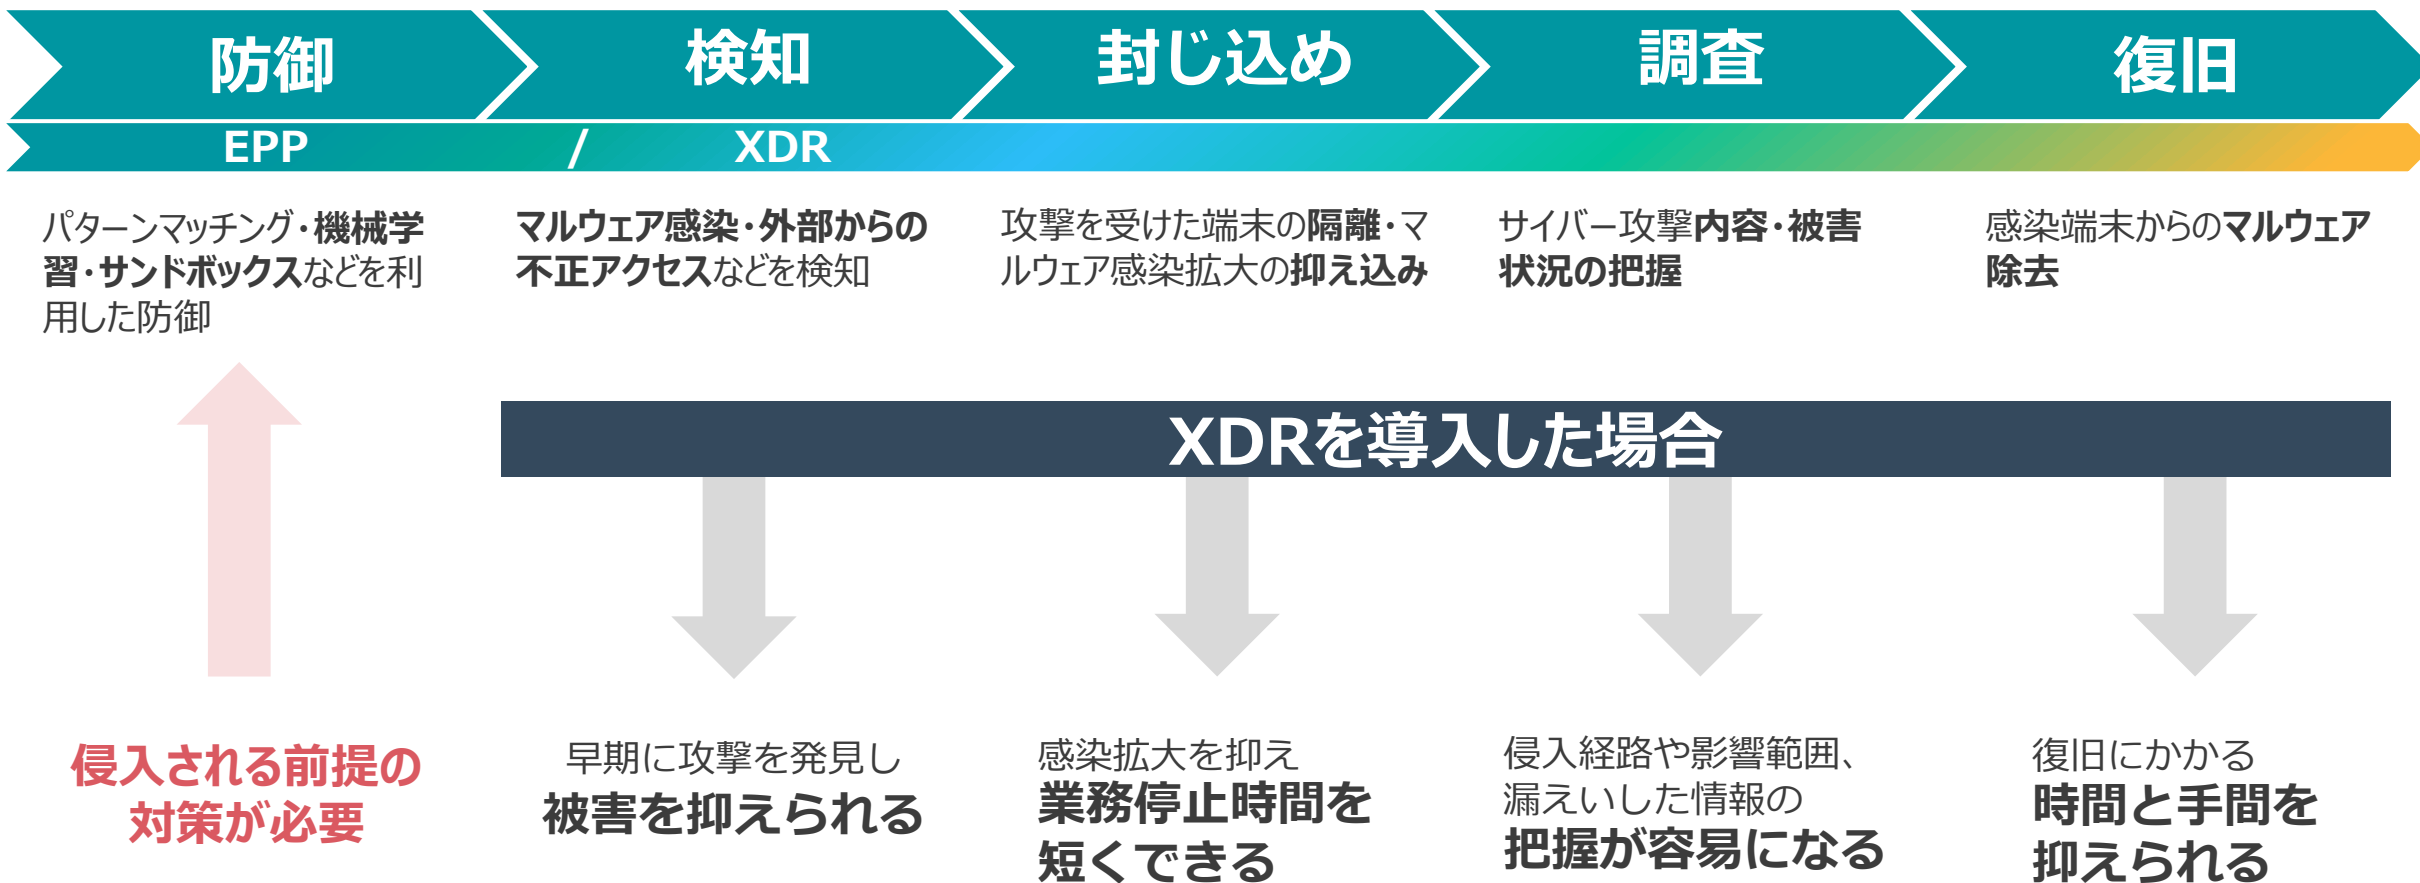 防御
検知
封じ込め
調査
復旧
EPP / XDR
パターンマッチング・機械学
習・サンドボックスなどを利
用した防御
マルウェア感染・外部からの
不正アクセスなどを検知
攻撃を受けた端末の隔離・マ
ルウェア感染拡大の抑え込み
サイバー攻撃内容・被害
状況の把握
感染端末からのマルウェア
除去
XDRを導入した場合
侵入される前提の
対策が必要
早期に攻撃を発見し
被害を抑えられる
感染拡大を抑え
業務停止時間を
短くできる
侵入経路や影響範囲、
漏えいした情報の
把握が容易になる
復旧にかかる
時間と手間を
抑えられる